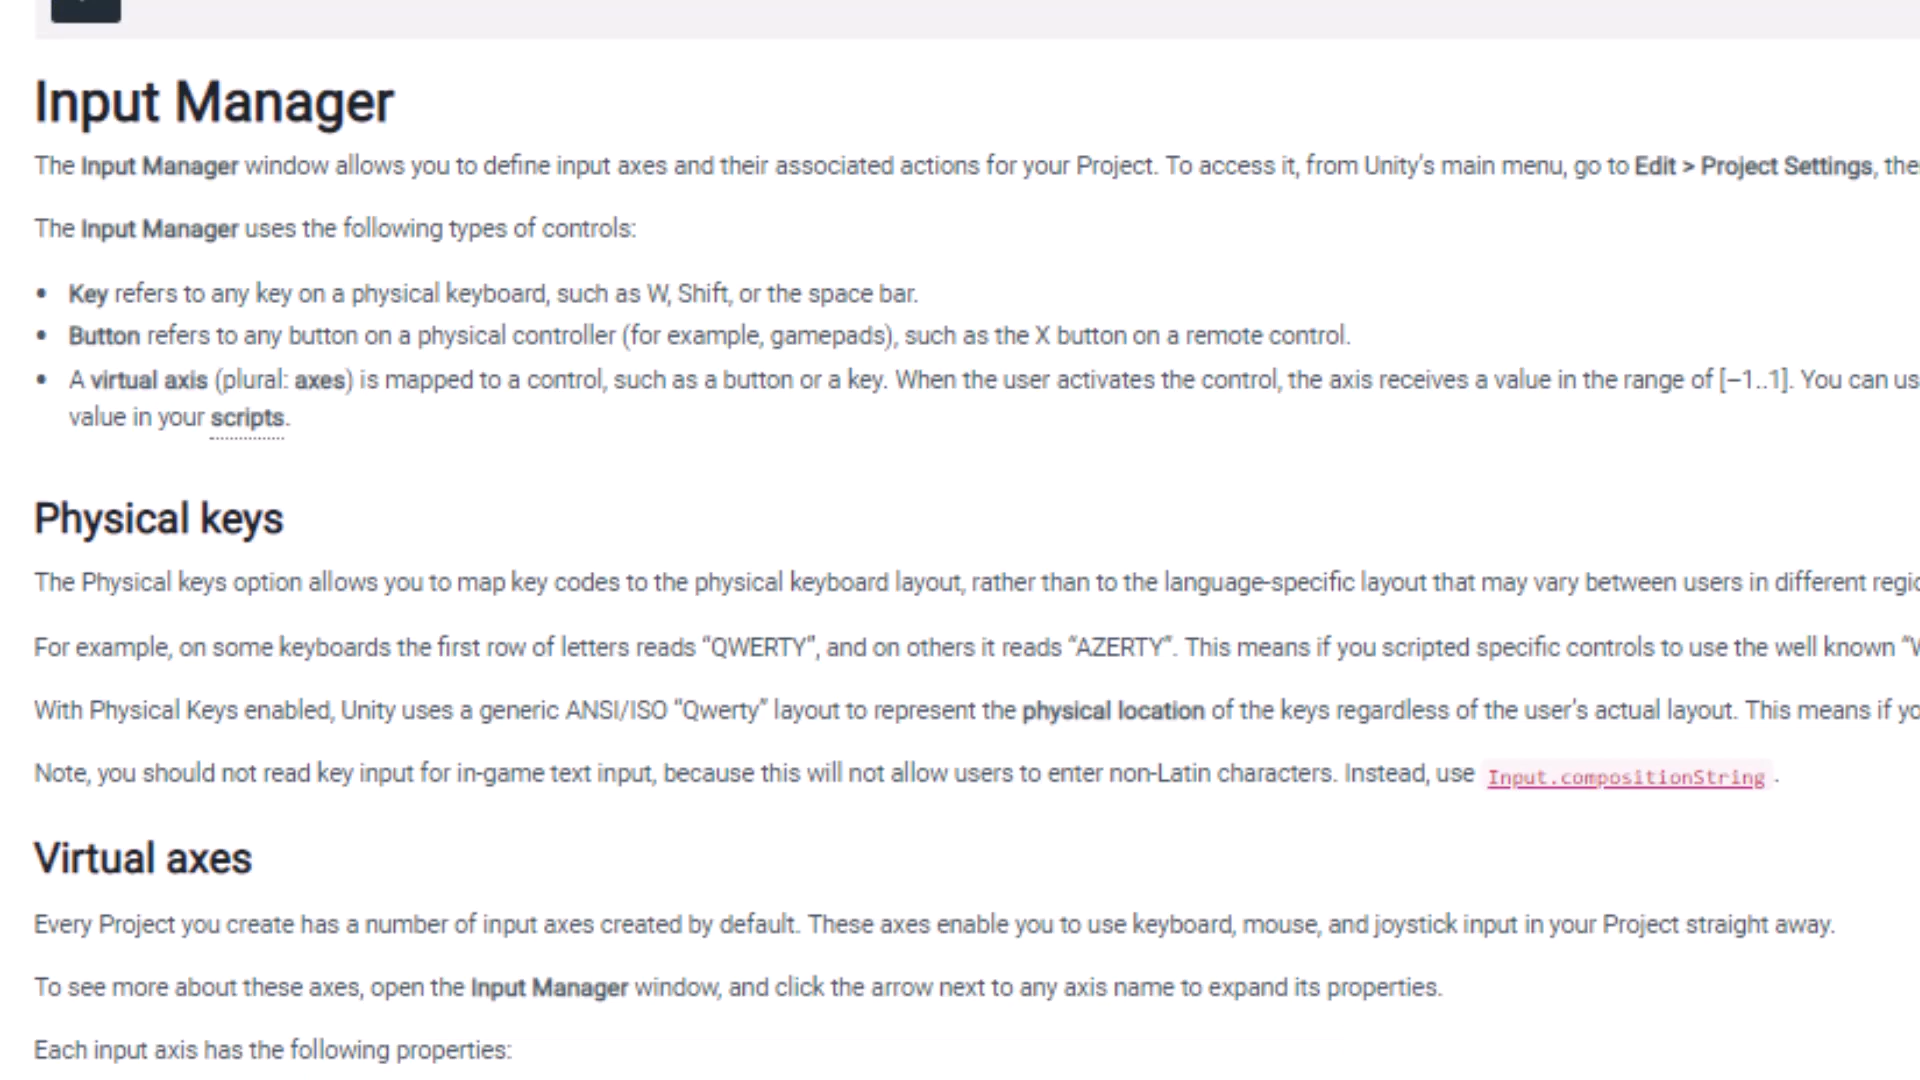 Input Manager
The Input Manager window allows you to define input axes and their associated actions for your Project. To access it, from Unity’s main menu, go to Edit > Project Settings,
The Input Manager uses the following types of controls:
• Key refers to any key on a physical keyboard, such as W, Shift, or the space bar.
• Button refers to any button on a physical controller (for example, gamepads), such as the X button on a remote control.
• A virtual axis (plural: axes) is mapped to a control, such as a button or a key. When the user activates the control, the axis receives a value in the range of [–1..1]. You can
value in your scripts.
Physical keys
The Physical keys option allows you to map key codes to the physical keyboard layout, rather than to the language-specific layout that may vary between users in different
For example, on some keyboards the first row of letters reads “QWERTY”, and on others it reads “AZERTY”. This means if you scripted specific controls to use the well known
With Physical Keys enabled, Unity uses a generic ANSI/ISO “Qwerty” layout to represent the physical location of the keys regardless of the user’s actual layout. This means if
Note, you should not read key input for in-game text input, because this will not allow users to enter non-Latin characters. Instead, use Input.compositionString .
Virtual axes
Every Project you create has a number of input axes created by default. These axes enable you to use keyboard, mouse, and joystick input in your Project straight away.
To see more about these axes, open the Input Manager window, and click the arrow next to any axis name to expand its properties.
Each input axis has the following properties: